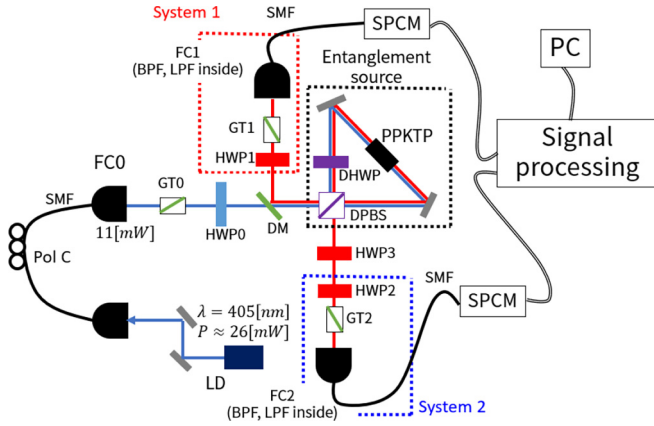 System 1
SMF
SPCM
PC
FC1
(BPF, LPF inside)
Entanglement
source
GT1
HWP1
PPKTP
DHWP
Signal
processing
FC0
SMF
GT0
11[mW]
HWP0
DM
DPBS
Pol C
HWP3
HWP2
SMF
SPCM
λ = 405[nm]
P ≈ 26[mW]
GT2
LD
FC2
(BPF, LPF inside)
System 2